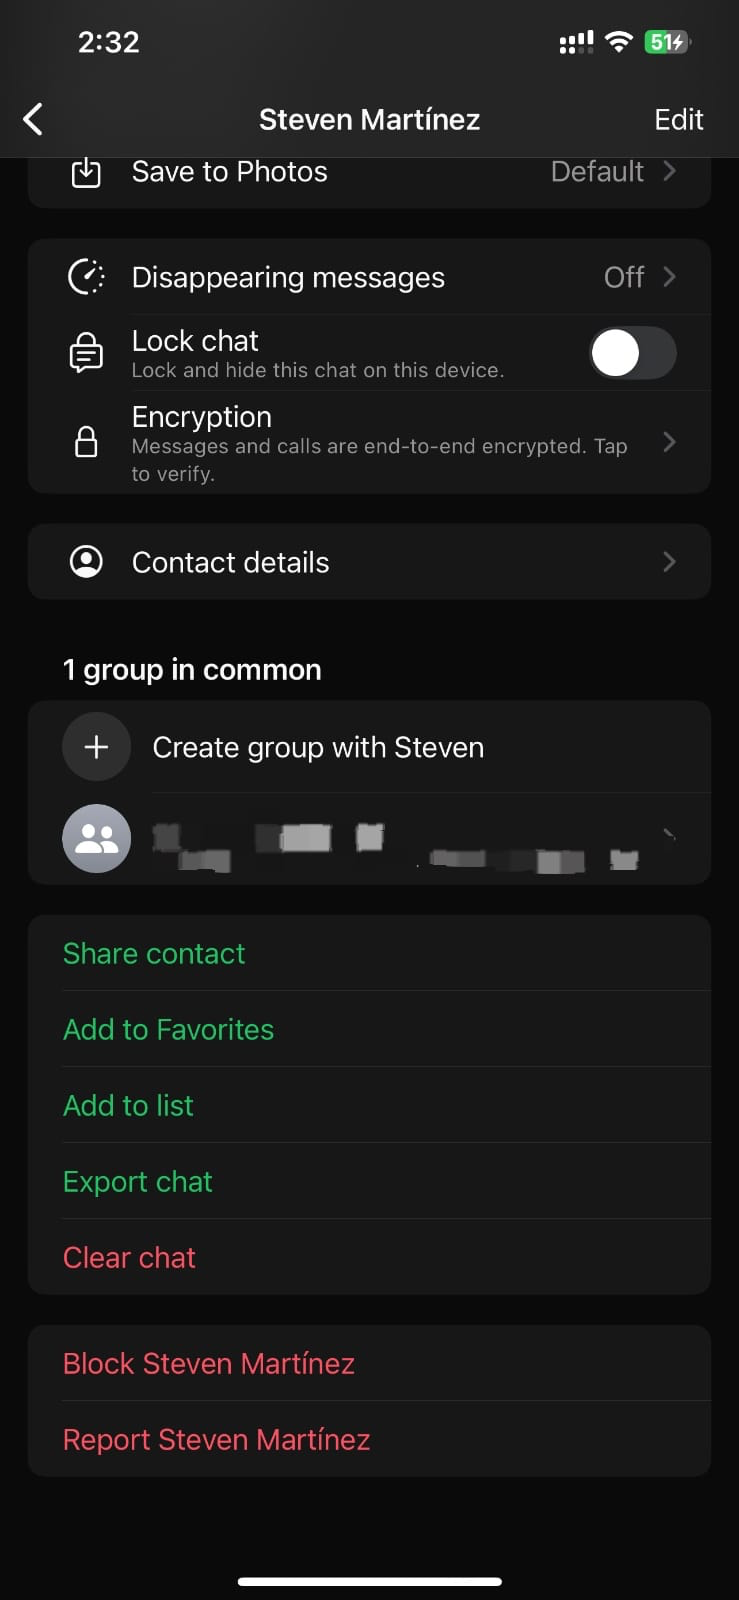 2:32
51
Steven Martínez
Edit
Save to Photos
Default
Disappearing messages
Off
Lock chat
Lock and hide this chat on this device.
Encryption
Messages and calls are end-to-end encrypted. Tap
to verify.
Contact details
1 group in common
Create group with Steven
Share contact
Add to Favorites
Add to list
Export chat
Clear chat
Block Steven Martínez
Report Steven Martínez